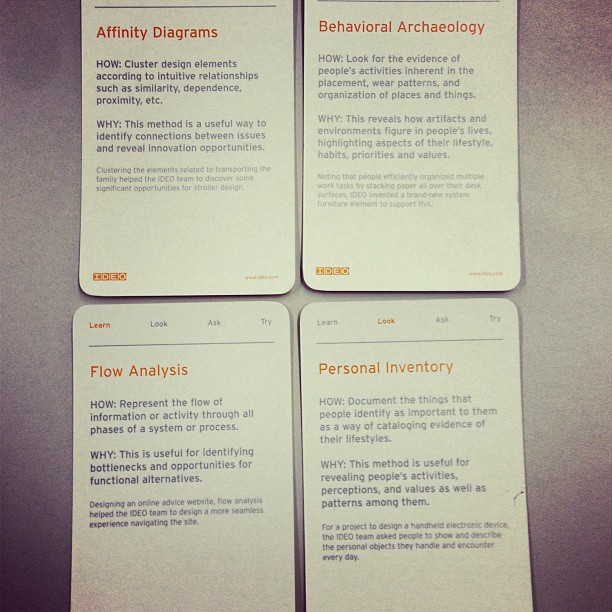 Affinity Diagrams
HOW: Cluster design elements
according to intuitive relationships
such as similarity, dependence,
proximity, etc.
WHY: This method is a useful way to
identify connections between issues
and reveal innovation opportunities.
Clustering the elements related to transporting the
family helped the IDEO team to discover some
significant opportunities for stroller design.
IDEO
www.ideo.com
Behavioral Archaeology
HOW: Look for the evidence of
people's activities inherent in the
placement, wear patterns, and
organization of places and things.
WHY: This reveals how artifacts and
environments figure in people's lives,
highlighting aspects of their lifestyle,
habits, priorities and values.
Noting that people efficiently organized multiple
work tasks by stacking paper all over their desk
surfaces, IDEO invented a brand-new system
furniture element to support this.
IDEO
www.ideo.com
Learn Look Ask Try
Flow Analysis
HOW: Represent the flow of
information or activity through all
phases of a system or process.
WHY: This is useful for identifying
bottlenecks and opportunities for
functional alternatives.
Designing an online advice website, flow analysis
helped the IDEO team to design a more seamless
experience navigating the site.
Learn Look Ask Try
Personal Inventory
HOW: Document the things that
people identify as important to them
as a way of cataloging evidence of
their lifestyles.
WHY: This method is useful for
revealing people's activities,
perceptions, and values as well as
patterns among them.
For a project to design a handheld electronic device,
the IDEO team asked people to show and describe
the personal objects they handle and encounter
every day.